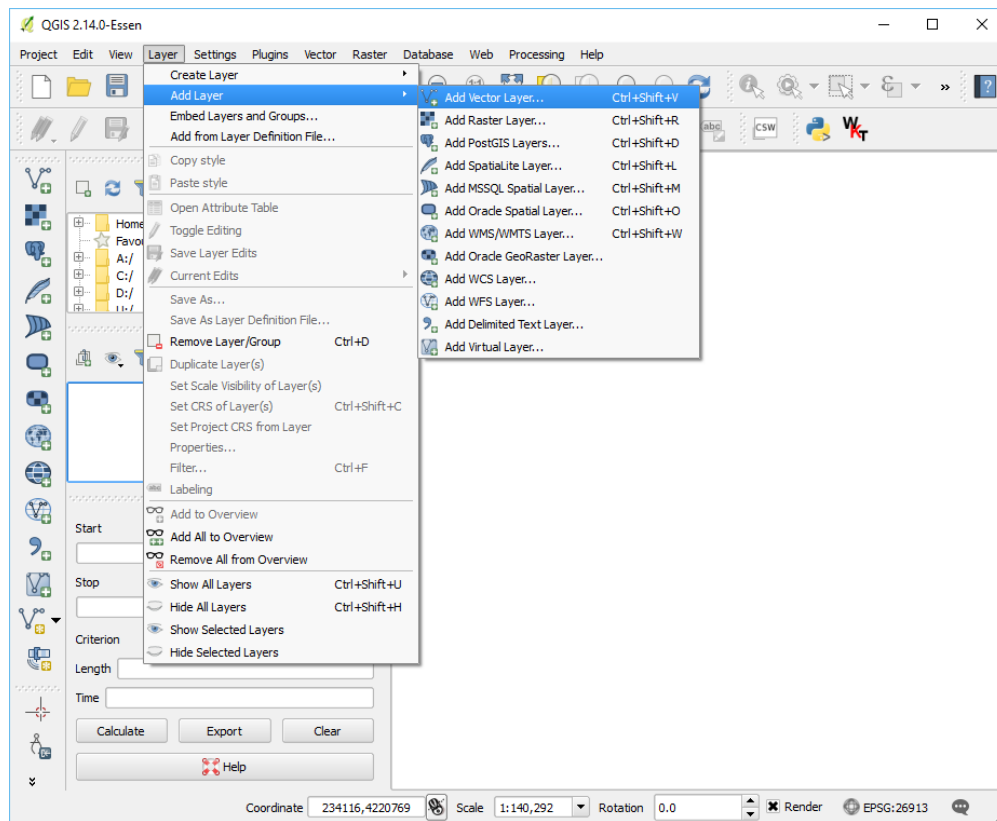 QGIS 2.14.0-Essen
Project Edit View Layer Settings Plugins Vector Raster Database Web Processing Help
Create Layer
Add Layer
Embed Layers and Groups...
Add from Layer Definition File...
Copy style
Paste style
Open Attribute Table
Toggle Editing
Save Layer Edits
Current Edits
Save As...
Save As Layer Definition File...
Remove Layer/Group Ctrl+D
Duplicate Layer(s)
Set Scale Visibility of Layer(s)
Set CRS of Layer(s) Ctrl+Shift+C
Set Project CRS from Layer
Properties...
Filter... Ctrl+F
Labeling
Add to Overview
Add All to Overview
Remove All from Overview
Show All Layers Ctrl+Shift+U
Hide All Layers Ctrl+Shift+H
Show Selected Layers
Hide Selected Layers
Add Vector Layer... Ctrl+Shift+V
Add Raster Layer... Ctrl+Shift+R
Add PostGIS Layers... Ctrl+Shift+D
Add SpatiaLite Layer... Ctrl+Shift+L
Add MSSQL Spatial Layer... Ctrl+Shift+M
Add Oracle Spatial Layer... Ctrl+Shift+O
Add WMS/WMTS Layer... Ctrl+Shift+W
Add Oracle GeoRaster Layer...
Add WCS Layer...
Add WFS Layer...
Add Delimited Text Layer...
Add Virtual Layer...
abc CSW WKT
Home
Favou
A:/
C:/
D:/
Start
Stop
Criterion
Length
Time
Calculate Export Clear
Help
Coordinate 234116,4220769 Scale 1:140,292 Rotation 0.0 Render EPSG:26913